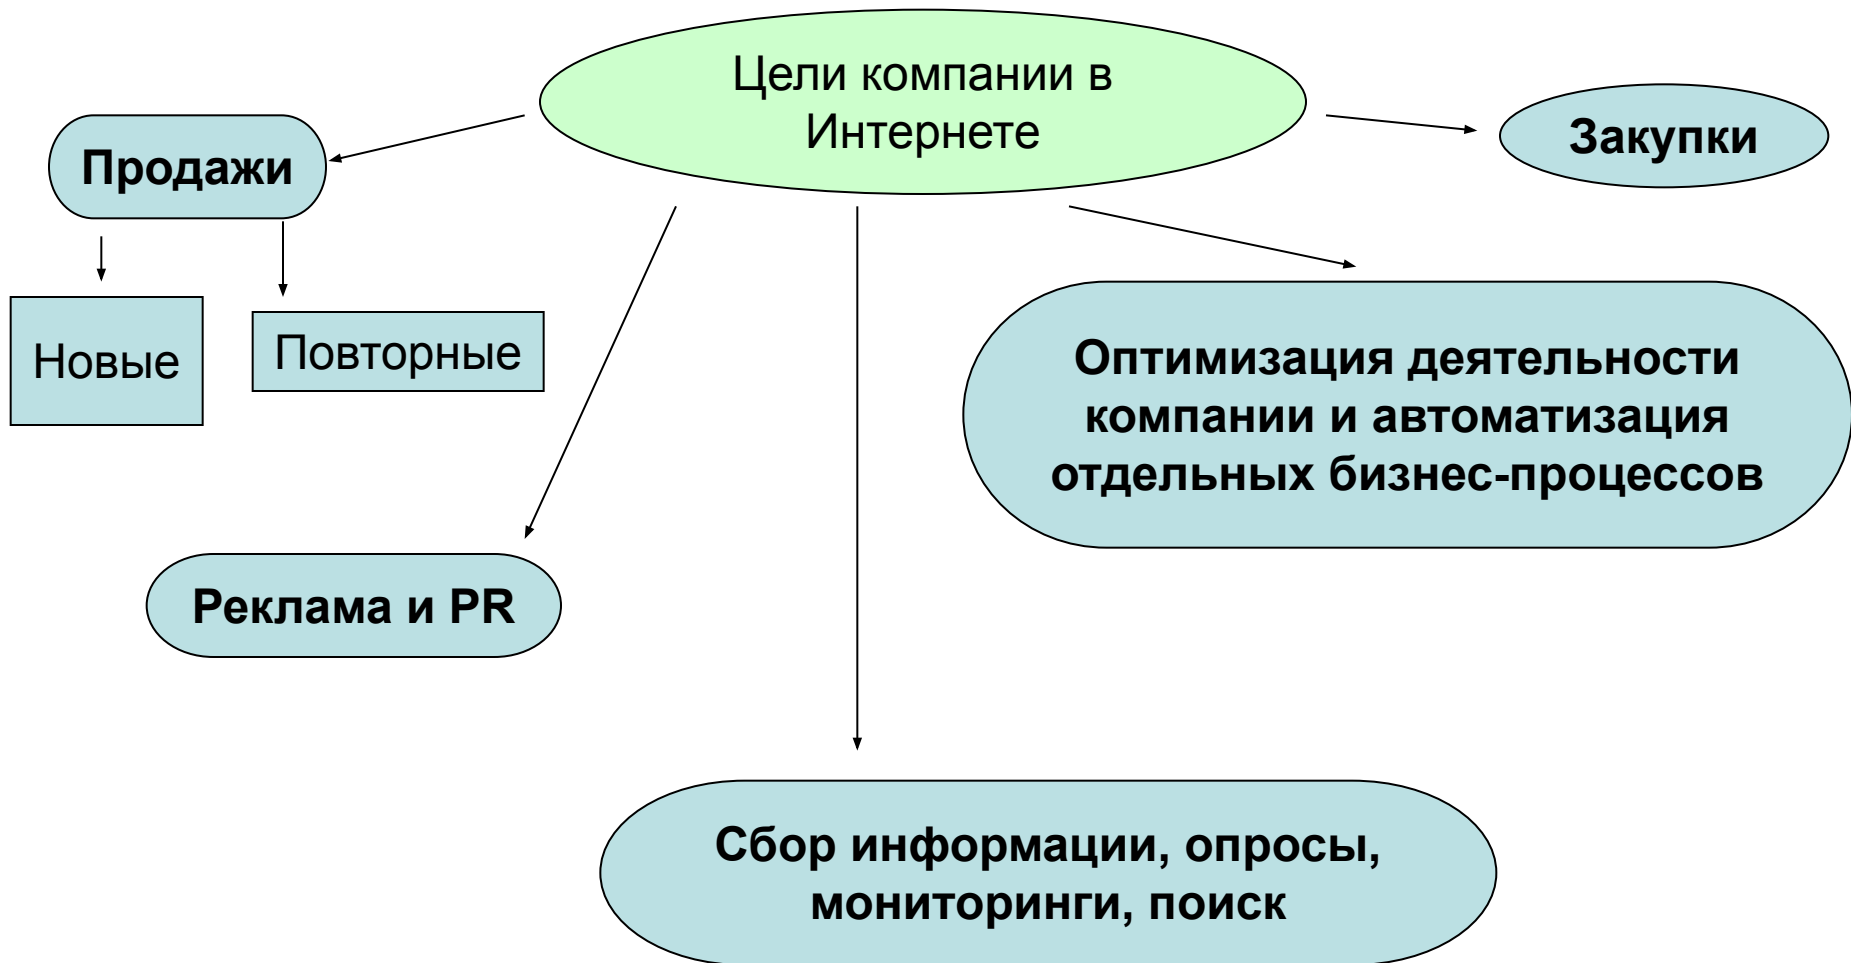 Цели компании в
Интернете
Закупки
Продажи
Новые
Повторные
Оптимизация деятельности
компании и автоматизация
отдельных бизнес-процессов
Реклама и PR
Сбор информации, опросы,
мониторинги, поиск